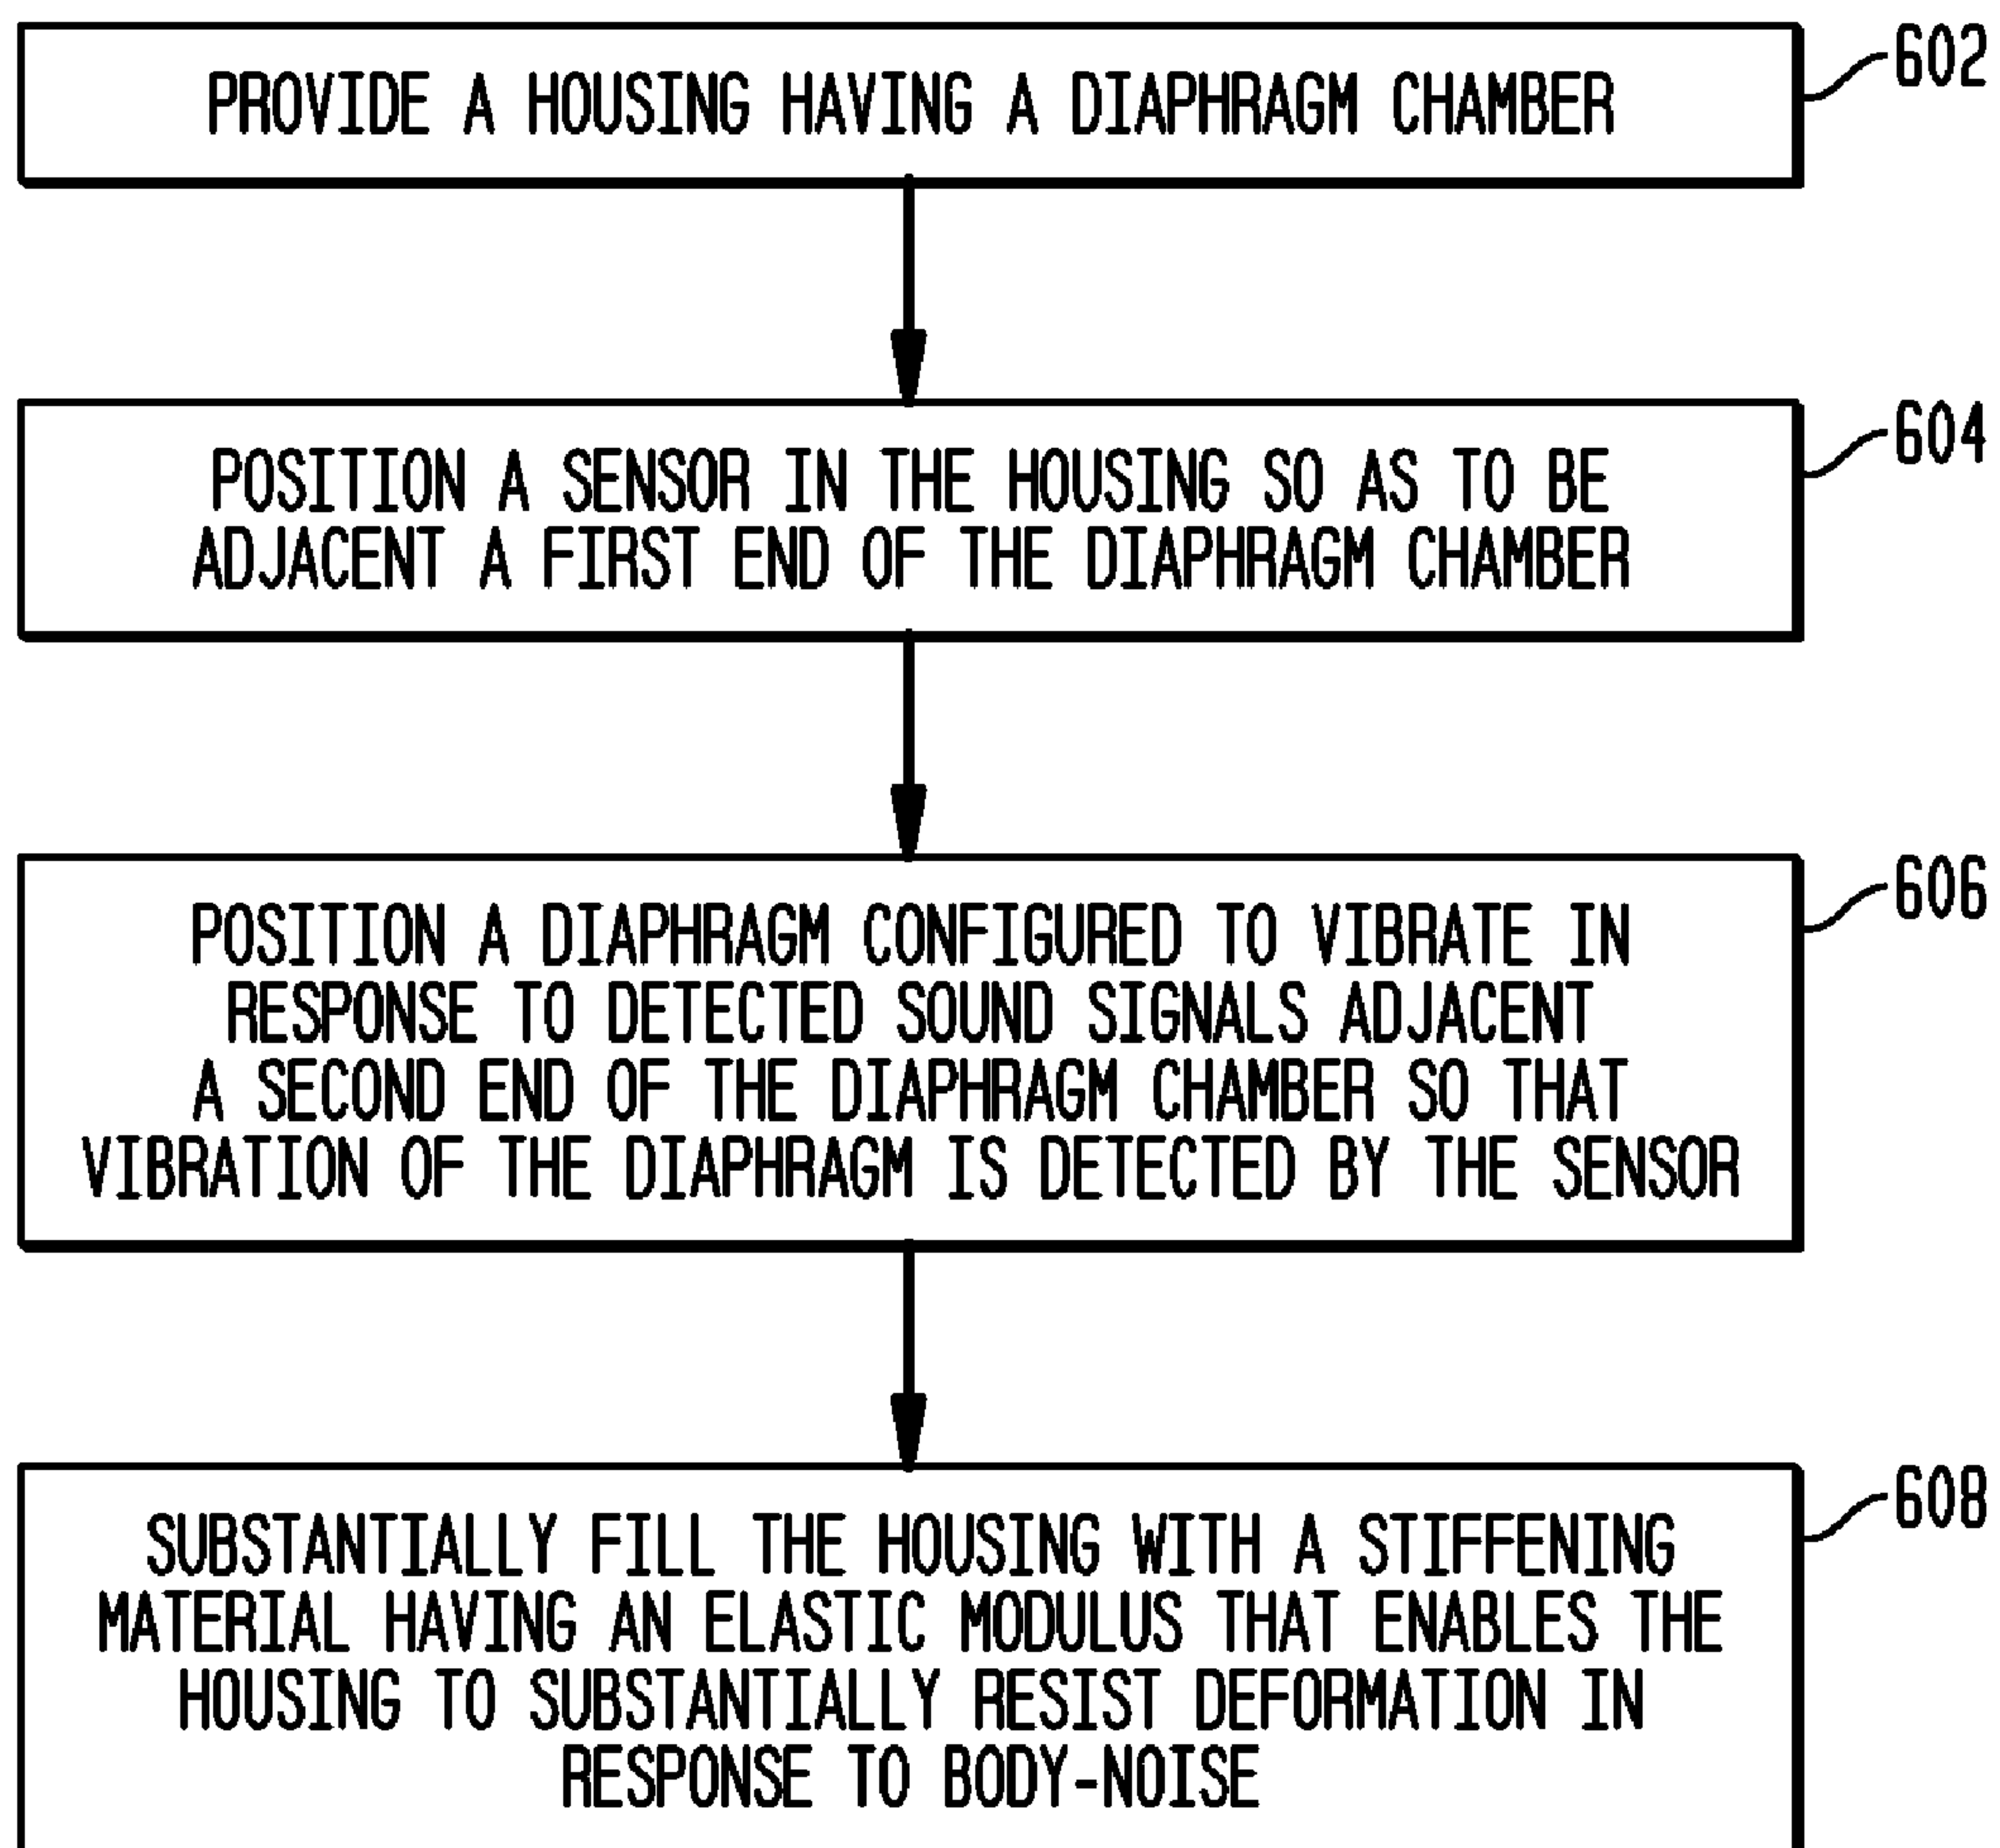 PROVIDE A HOUSING HAVING A DIAPHRAGM CHAMBER
602
POSITION A SENSOR IN THE HOUSING SO AS TO BE
ADJACENT A FIRST END OF THE DIAPHRAGM CHAMBER
604
POSITION A DIAPHRAGM CONFIGURED TO VIBRATE IN
RESPONSE TO DETECTED SOUND SIGNALS ADJACENT
A SECOND END OF THE DIAPHRAGM CHAMBER SO THAT
VIBRATION OF THE DIAPHRAGM IS DETECTED BY THE SENSOR
606
SUBSTANTIALLY FILL THE HOUSING WITH A STIFFENING
MATERIAL HAVING AN ELASTIC MODULUS THAT ENABLES THE
HOUSING TO SUBSTANTIALLY RESIST DEFORMATION IN
RESPONSE TO BODY-NOISE
608